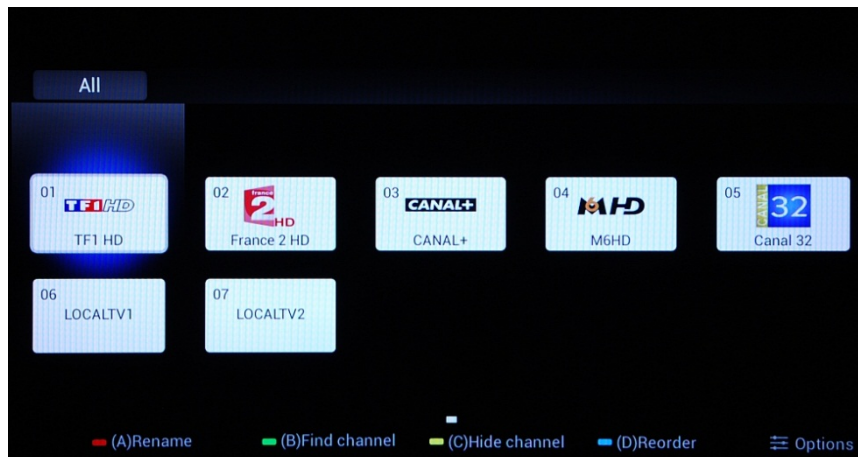 All
01
TF1 HD
TF1 HD
02
france
2
HD
France 2 HD
03
CANAL+
CANAL+
04
M6 HD
M6HD
05
CANAL
32
Canal 32
06
LOCALTV1
07
LOCALTV2
(A)Rename
(B)Find channel
(C)Hide channel
(D)Reorder
Options